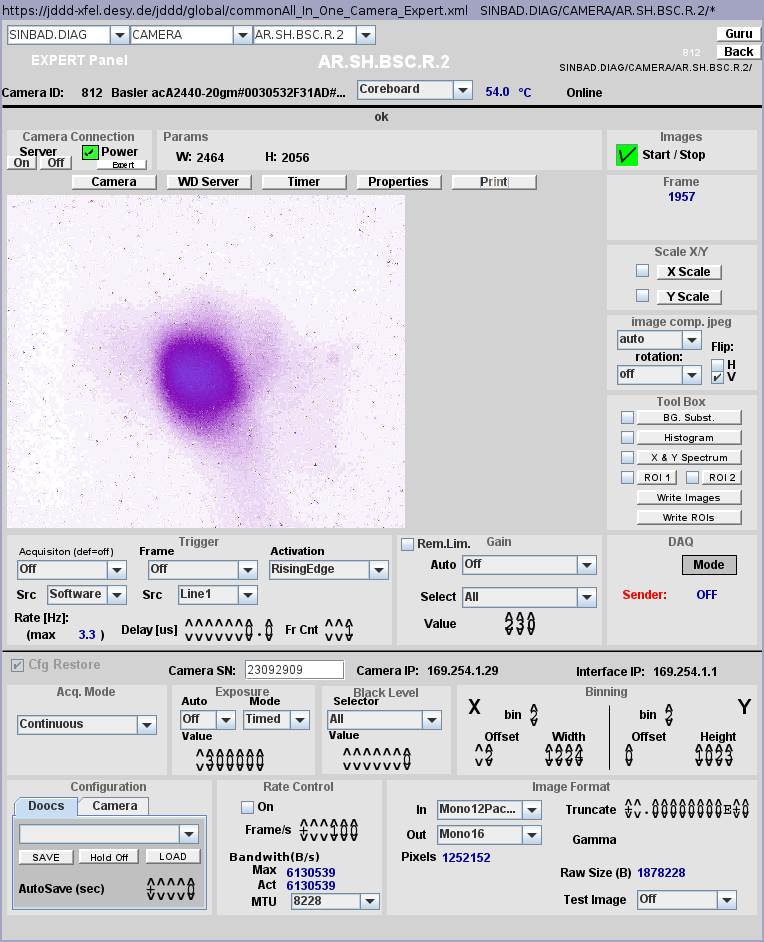 https://jddd-xfel.desy.de/jddd/global/commonAll_In_One_Camera_Expert.xml SINBAD.DIAG/CAMERA/AR.SH.BSC.R.2/*
SINBAD.DIAG CAMERA AR.SH.BSC.R.2 Guru
EXPERT Panel AR.SH.BSC.R.2 812 Back
SINBAD.DIAG/CAMERA/AR.SH.BSC.R.2/
Camera ID: 812 Basler acA2440-20gm#0030532F31AD#... Coreboard 54.0 °C Online
ok
Camera Connection Params Images
Server Power W: 2464 H: 2056 Start / Stop
On Off Expert
Camera WD Server Timer Properties Print Frame
1957
Scale X/Y
X Scale
Y Scale
image comp. jpeg
auto Flip:
rotation: H
off V
Tool Box
BG. Subst.
Histogram
X & Y Spectrum
ROI 1 ROI 2
Write Images
Write ROIs
Trigger Rem.Lim. Gain DAQ
Acquisiton (def=off) Frame Activation
Off Off RisingEdge Auto Off Mode
Src Software Src Line1 Select All Sender: OFF
Rate [Hz]:
(max 3.3 ) Delay[us] 0.0 Fr Cnt 1 Value 230
Cfg Restore Camera SN: 23092909 Camera IP: 169.254.1.29 Interface IP: 169.254.1.1
Acq. Mode Exposure Black Level Binning
Auto Mode Selector X bin 2 bin 2 Y
Continuous Off Timed All
Value Value Offset Width Offset Height
300000 0 2 1224 0 1023
Configuration Rate Control Image Format
Doocs Camera On In Mono12Pac... Truncate +.00000000E+0
Frame/s + 100 Out Mono16 Gamma
SAVE Hold Off LOAD Bandwith(B/s) Pixels 1252152
Max 6130539 Raw Size (B) 1878228
AutoSave (sec) + 0 Act 6130539
MTU 8228 Test Image Off